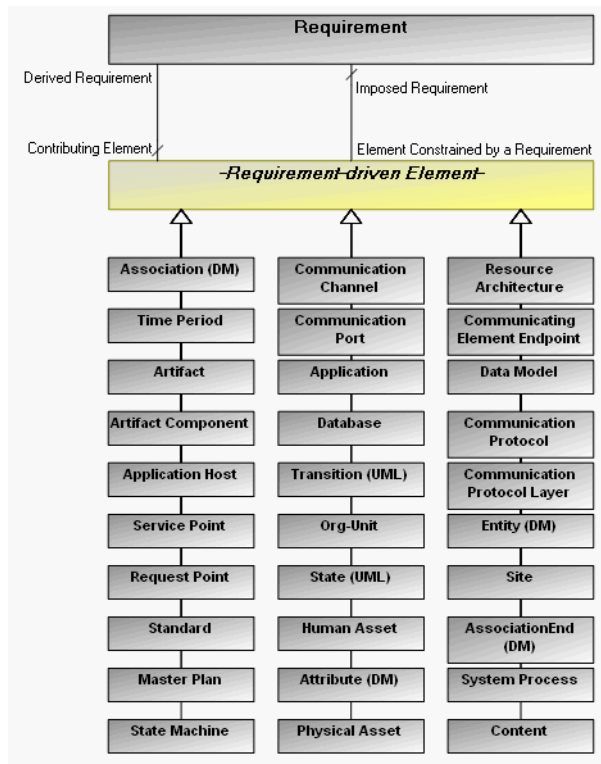 Requirement
Derived Requirement
Imposed Requirement
Contributing Element
Element Constrained by a Requirement
Requirement-driven Element
Association (DM)
Communication
Channel
Resource
Architecture
Time Period
Communication
Port
Communicating
Element Endpoint
Artifact
Application
Data Model
Artifact Component
Database
Communication
Protocol
Application Host
Transition (UML)
Communication
Protocol Layer
Service Point
Org-Unit
Entity (DM)
Request Point
State (UML)
Site
Standard
Human Asset
AssociationEnd
(DM)
Master Plan
Attribute (DM)
System Process
State Machine
Physical Asset
Content